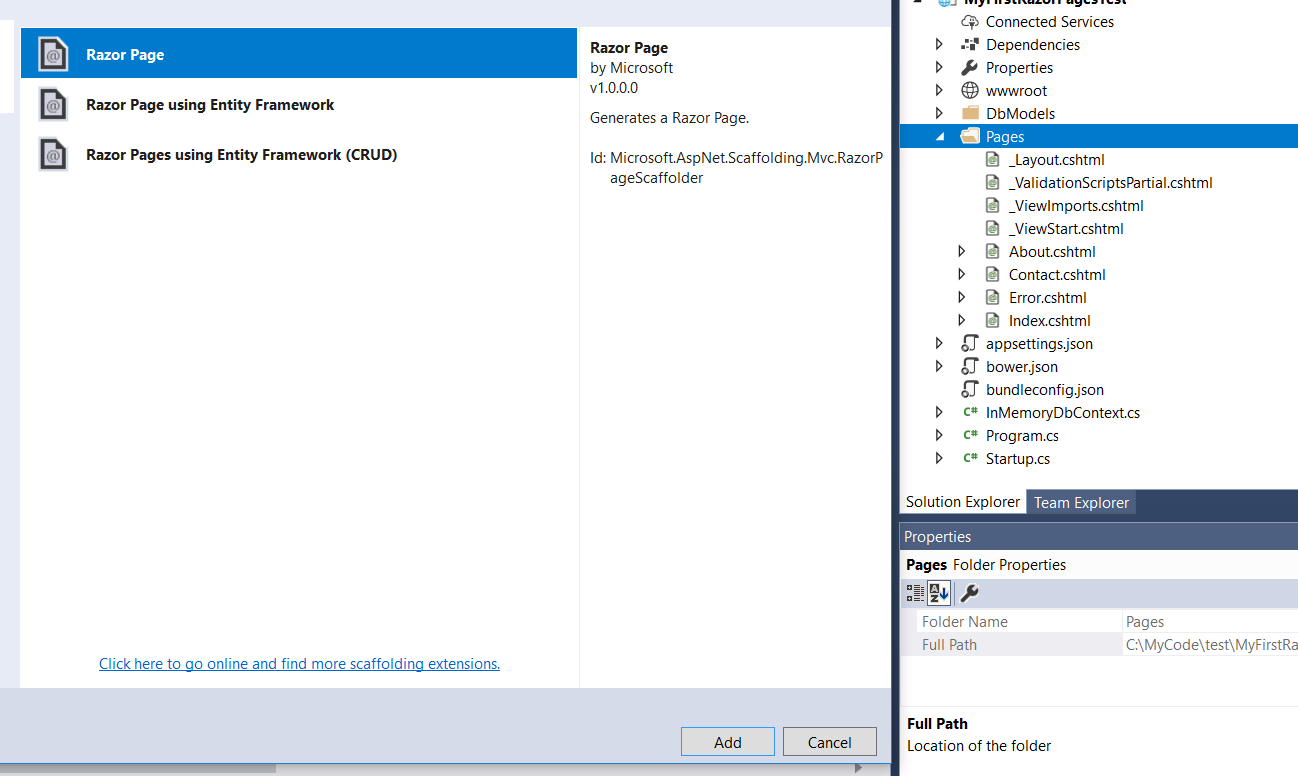 Razor Page
Razor Page using Entity Framework
Razor Pages using Entity Framework (CRUD)
Click here to go online and find more scaffolding extensions.
Razor Page
by Microsoft
v1.0.0.0
Generates a Razor Page.
Id: Microsoft.AspNet.Scaffolding.Mvc.RazorP
ageScaffolder
Add
Cancel
MyFirstRazorPagesTest
Connected Services
Dependencies
Properties
wwwroot
DbModels
Pages
_Layout.cshtml
_ValidationScriptsPartial.cshtml
_ViewImports.cshtml
_ViewStart.cshtml
About.cshtml
Contact.cshtml
Error.cshtml
Index.cshtml
appsettings.json
bower.json
bundleconfig.json
C# InMemoryDbContext.cs
C# Program.cs
C# Startup.cs
Solution Explorer Team Explorer
Properties
Pages Folder Properties
Folder Name Pages
Full Path C:\MyCode\test\MyFirstRa
Full Path
Location of the folder